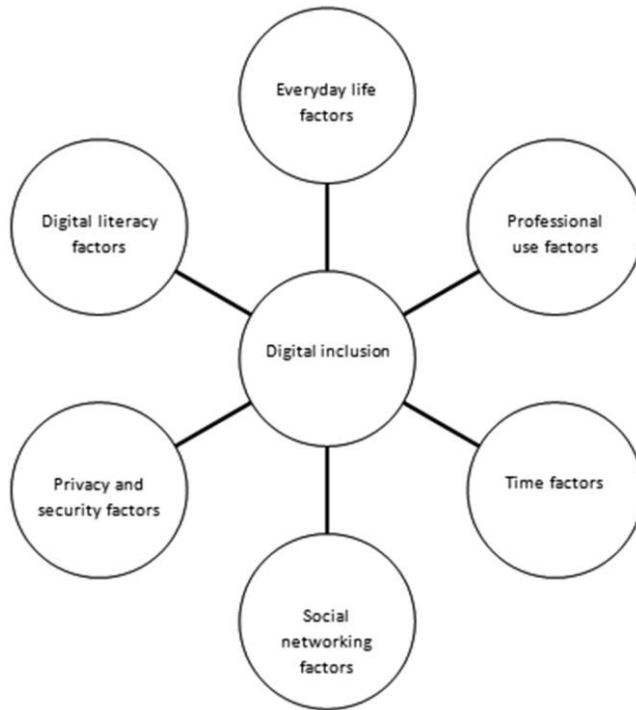 Everyday life
factors
Digital literacy
factors
Professional
use factors
Digital inclusion
Privacy and
security factors
Time factors
Social
networking
factors